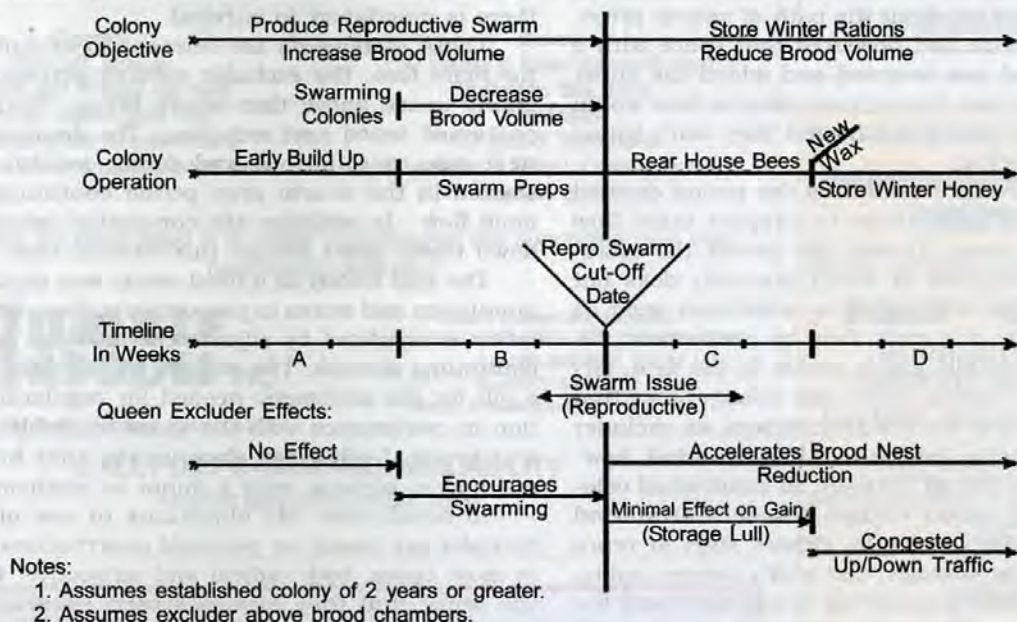 Colony
Objective
Produce Reproductive Swarm
Increase Brood Volume
Store Winter Rations
Reduce Brood Volume
Swarming
Colonies
Decrease
Brood Volume
Colony
Operation
Early Build Up
Swarm Preps
Rear House Bees
New
Wax
Store Winter Honey
Repro Swarm
Cut-Off
Date
Timeline
In Weeks
A
B
C
D
Swarm Issue
(Reproductive)
Queen Excluder Effects:
No Effect
Accelerates Brood Nest
Reduction
Encourages
Swarming
Minimal Effect on Gain
(Storage Lull)
Congested
Up/Down Traffic
Notes:
1. Assumes established colony of 2 years or greater.
2. Assumes excluder above brood chambers.